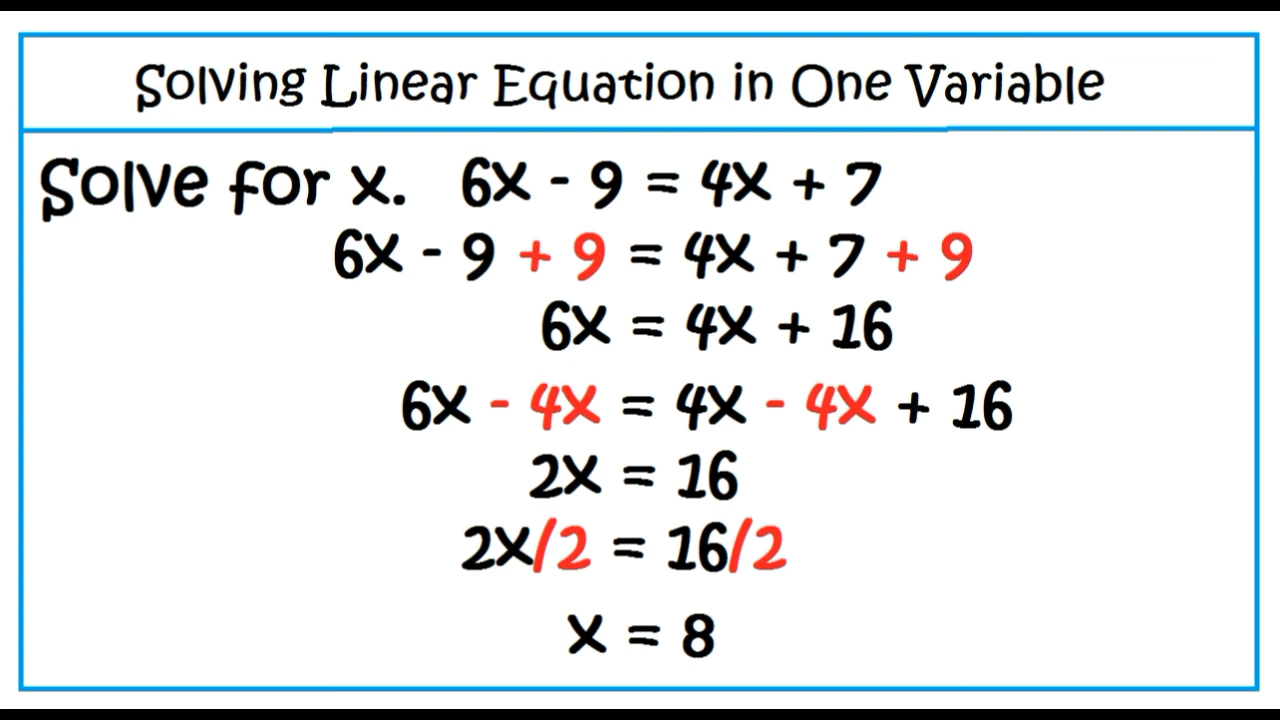 Solving Linear Equation in One Variable
Solve for x. 6x - 9 = 4x + 7
6x - 9 + 9 = 4x + 7 + 9
6x = 4x + 16
6x - 4x = 4x - 4x + 16
2x = 16
2x/2 = 16/2
x = 8